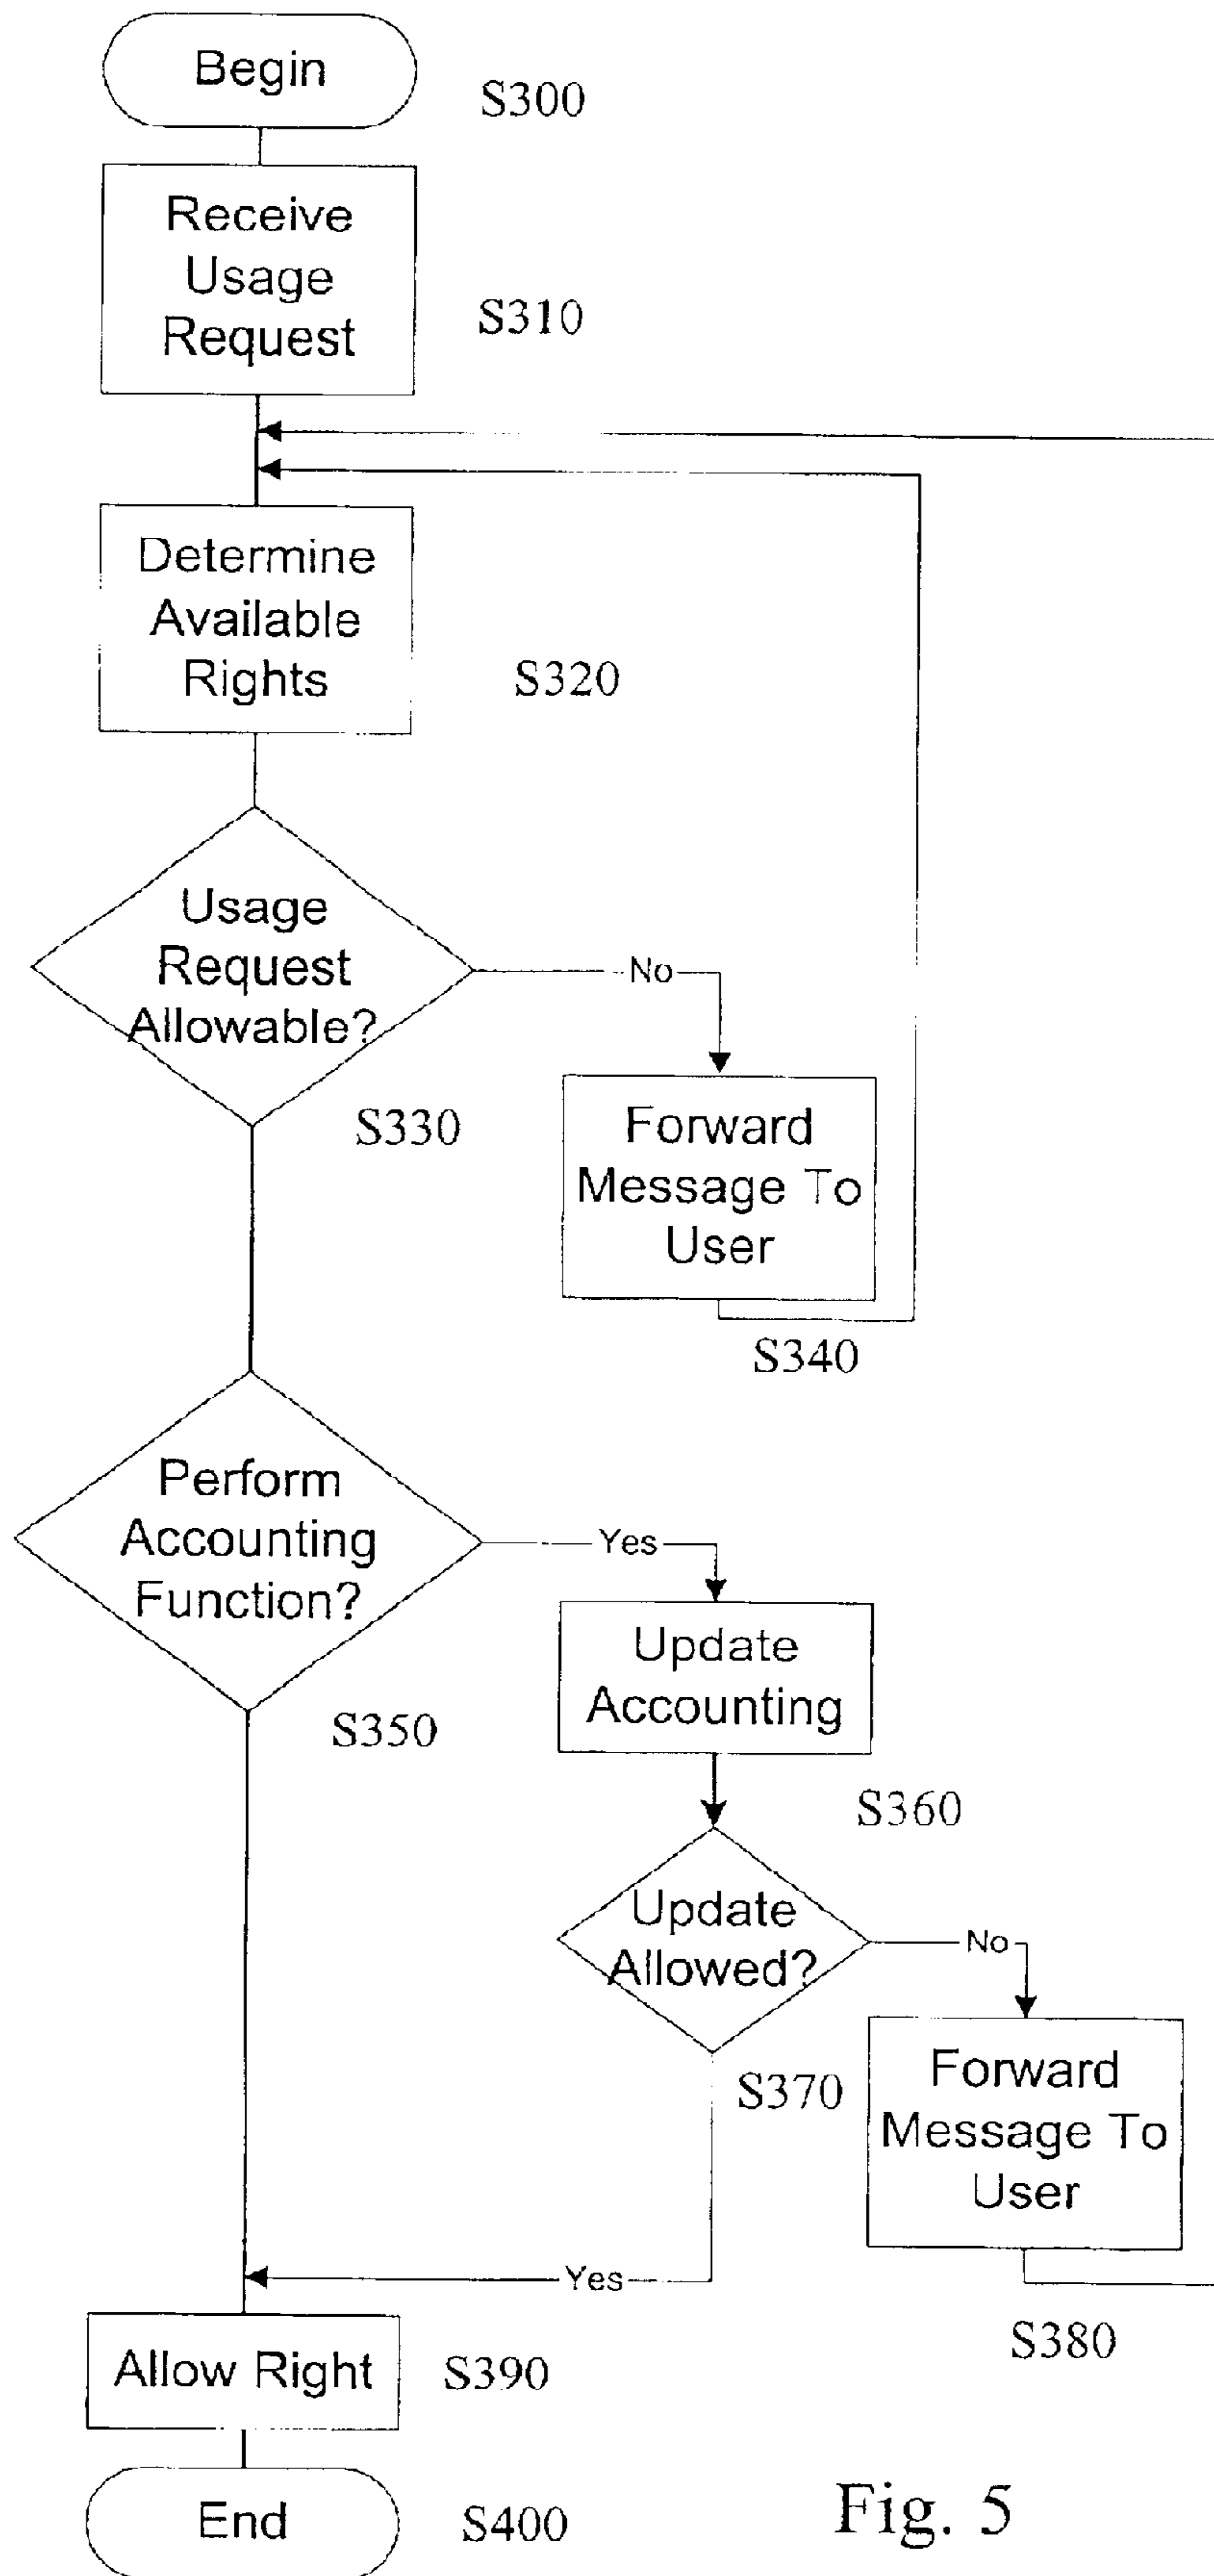 Begin
S300
Receive
Usage
Request
S310
Determine
Available
Rights
S320
Usage
Request
Allowable?
S330
No
Forward
Message To
User
S340
Perform
Accounting
Function?
S350
Yes
Update
Accounting
S360
Update
Allowed?
S370
No
Forward
Message To
User
S380
Yes
Allow Right
S390
End
S400
Fig. 5